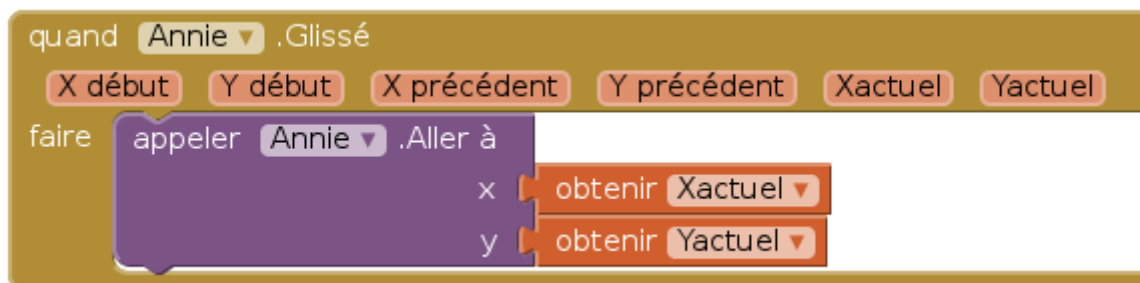 quand Annie .Glissé
X début Y début X précédent Y précédent Xactuel Yactuel
faire appeler Annie .Aller à
x obtenir Xactuel
y obtenir Yactuel